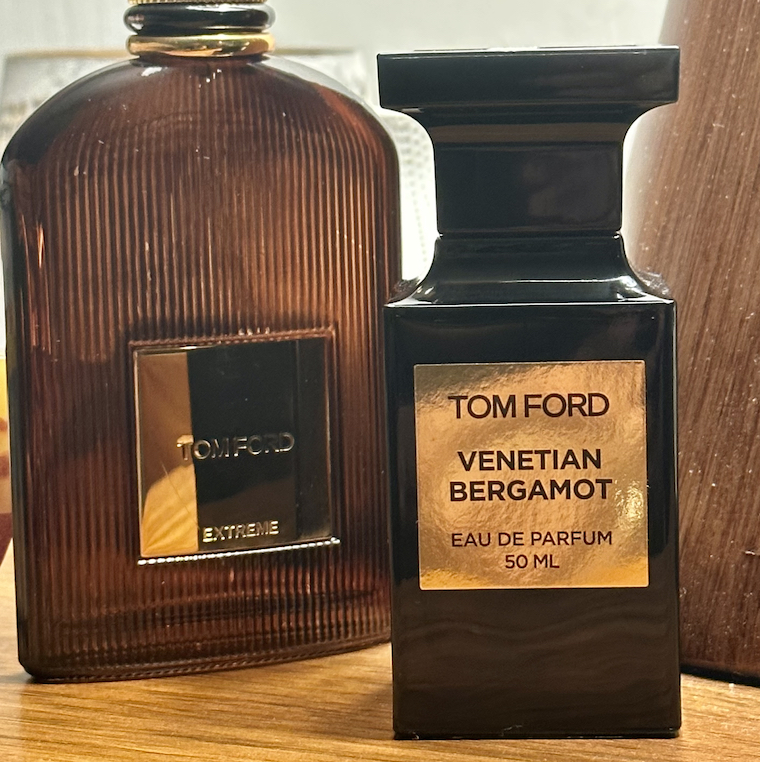 TOM FORD
EXTREME
TOM FORD
VENETIAN
BERGAMOT
EAU DE PARFUM
50 ML